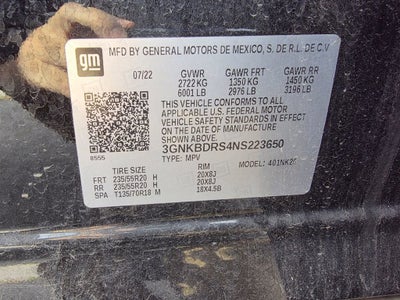 gm
MFD BY GENERAL MOTORS DE MEXICO, S. DE R.L. DE C.V
07/22 GVWR GAWR FRT GAWR RR
2722 KG 1350 KG 1450 KG
6001 LB 2976 LB 3196 LB
THIS VEHICLE CONFORMS TO ALL
APPLICABLE U.S. FEDERAL MOTOR
VEHICLE SAFETY STANDARDS IN
EFFECT ON THE DATE OF MANUFACTURE
SHOWN ABOVE.
8555 3GNKBDRS4NS223650
TYPE: MPV MODEL: 401NK26
TIRE SIZE RIM
FRT 235/55R20 H 20X8J
RR 235/55R20 H 20X8J
SPA T135/70R18 M 18X4.5B